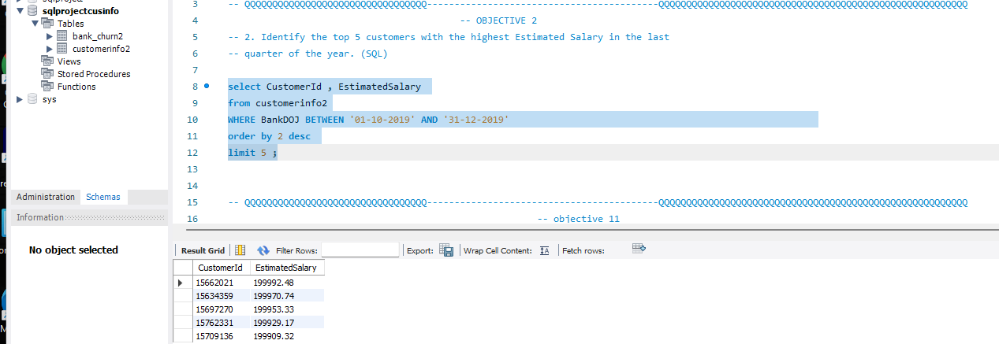 sqlprojectcusinfo
Tables
bank_churn2
customerinfo2
Views
Stored Procedures
Functions
sys
Administration Schemas
Information
No object selected
3
4 -- OBJECTIVE 2
5 -- 2. Identify the top 5 customers with the highest Estimated Salary in the last
6 -- quarter of the year. (SQL)
7
8 select CustomerId , EstimatedSalary
9 from customerinfo2
10 WHERE BankDOJ BETWEEN '01-10-2019' AND '31-12-2019'
11 order by 2 desc
12 limit 5 ;
13
14
15
16 -- objective 11
Result Grid Filter Rows: Export: Wrap Cell Content: Fetch rows:
CustomerId EstimatedSalary
15662021 199992.48
15634359 199970.74
15697270 199953.33
15762331 199929.17
15709136 199909.32